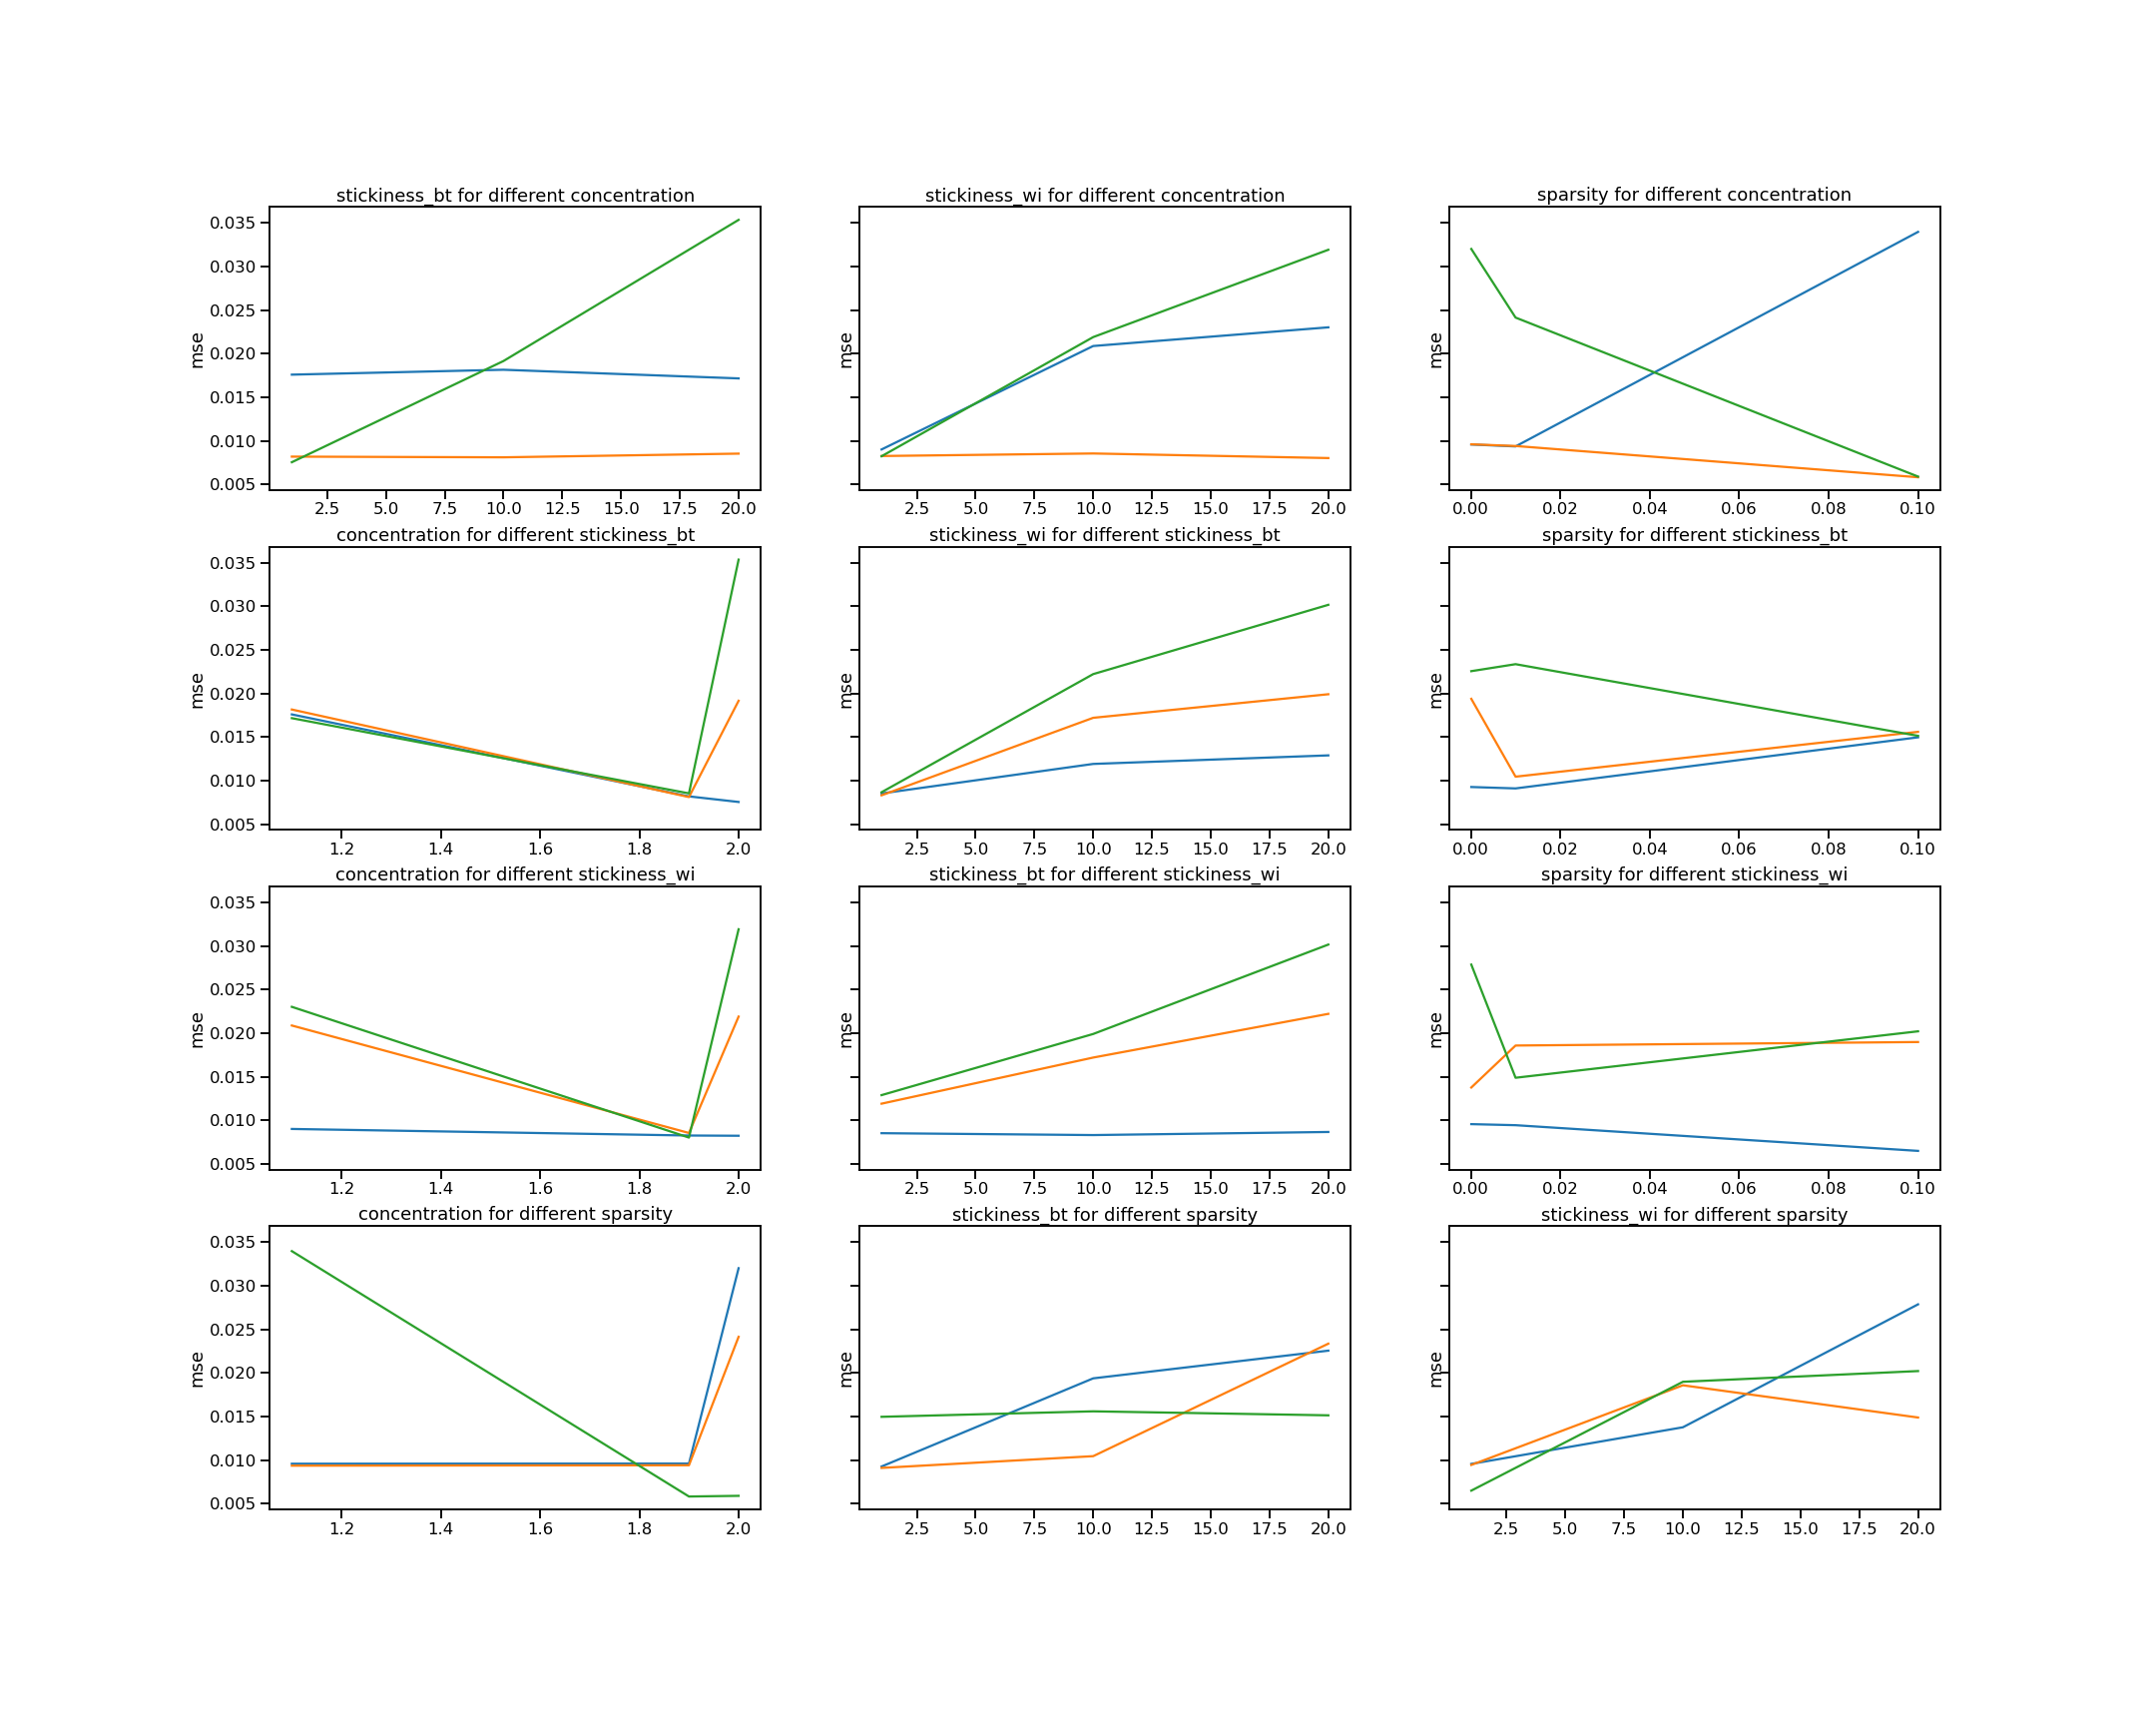 stickiness_bt for different concentration
stickiness_wi for different concentration
sparsity for different concentration
0.035
0.030
0.025
0.020
0.015
0.010
0.005
mse
mse
mse
2.5 5.0 7.5 10.0 12.5 15.0 17.5 20.0
2.5 5.0 7.5 10.0 12.5 15.0 17.5 20.0
0.00 0.02 0.04 0.06 0.08 0.10
concentration for different stickiness_bt
stickiness_wi for different stickiness_bt
sparsity for different stickiness_bt
0.035
0.030
0.025
0.020
0.015
0.010
0.005
mse
mse
mse
1.2 1.4 1.6 1.8 2.0
2.5 5.0 7.5 10.0 12.5 15.0 17.5 20.0
0.00 0.02 0.04 0.06 0.08 0.10
concentration for different stickiness_wi
stickiness_bt for different stickiness_wi
sparsity for different stickiness_wi
0.035
0.030
0.025
0.020
0.015
0.010
0.005
mse
mse
mse
1.2 1.4 1.6 1.8 2.0
2.5 5.0 7.5 10.0 12.5 15.0 17.5 20.0
0.00 0.02 0.04 0.06 0.08 0.10
concentration for different sparsity
stickiness_bt for different sparsity
stickiness_wi for different sparsity
0.035
0.030
0.025
0.020
0.015
0.010
0.005
mse
mse
mse
1.2 1.4 1.6 1.8 2.0
2.5 5.0 7.5 10.0 12.5 15.0 17.5 20.0
2.5 5.0 7.5 10.0 12.5 15.0 17.5 20.0